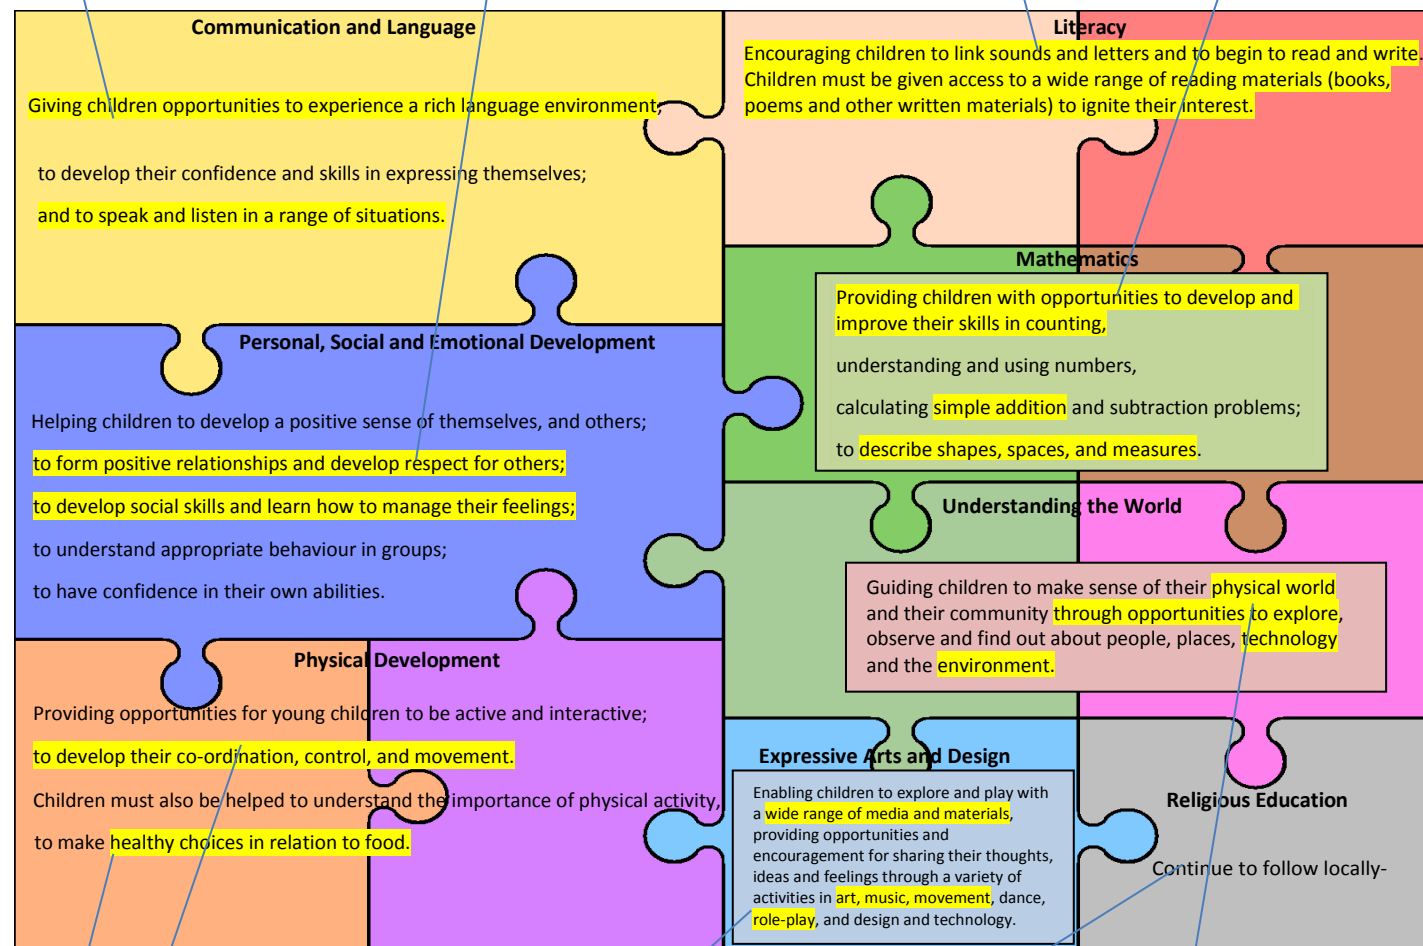 Communication and Language
Giving children opportunities to experience a rich language environment;
to develop their confidence and skills in expressing themselves;
and to speak and listen in a range of situations.
Literacy
Encouraging children to link sounds and letters and to begin to read and write.
Children must be given access to a wide range of reading materials (books,
poems and other written materials) to ignite their interest.
Mathematics
Providing children with opportunities to develop and
improve their skills in counting,
understanding and using numbers,
calculating simple addition and subtraction problems;
to describe shapes, spaces, and measures.
Personal, Social and Emotional Development
Helping children to develop a positive sense of themselves, and others;
to form positive relationships and develop respect for others;
to develop social skills and learn how to manage their feelings;
to understand appropriate behaviour in groups;
to have confidence in their own abilities.
Understanding the World
Guiding children to make sense of their physical world
and their community through opportunities to explore,
observe and find out about people, places, technology
and the environment.
Physical Development
Providing opportunities for young children to be active and interactive;
to develop their co-ordination, control, and movement.
Children must also be helped to understand the importance of physical activity,
to make healthy choices in relation to food.
Expressive Arts and Design
Enabling children to explore and play with
a wide range of media and materials,
providing opportunities and
encouragement for sharing their thoughts,
ideas and feelings through a variety of
activities in art, music, movement, dance,
role-play, and design and technology.
Religious Education
Continue to follow locally-